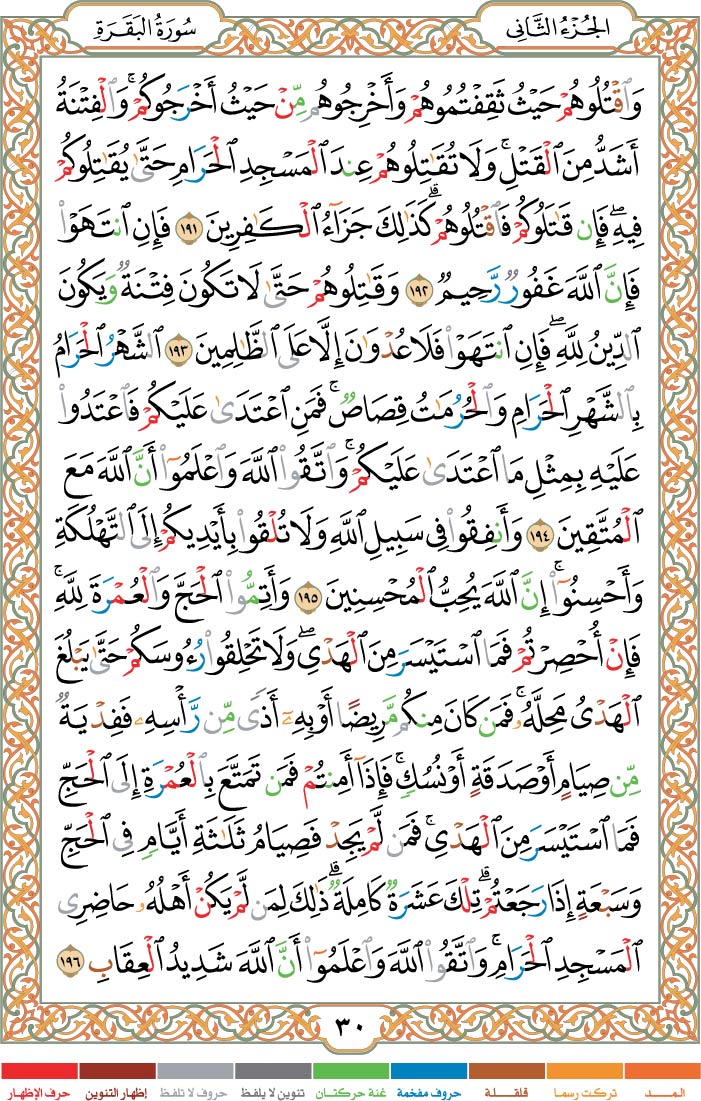 الجُزْءُ الثَّانِي
سُورَةُ البَقَرَةِ
وَٱقۡتُلُوهُمۡ حَيۡثُ ثَقِفۡتُمُوهُمۡ وَأَخۡرِجُوهُم مِّنۡ حَيۡثُ أَخۡرَجُوكُمۡۚ وَٱلۡفِتۡنَةُ
أَشَدُّ مِنَ ٱلۡقَتۡلِۚ وَلَا تُقَٰتِلُوهُمۡ عِندَ ٱلۡمَسۡجِدِ ٱلۡحَرَامِ حَتَّىٰ يُقَٰتِلُوكُمۡ
فِيهِۖ فَإِن قَٰتَلُوكُمۡ فَٱقۡتُلُوهُمۡۗ كَذَٰلِكَ جَزَآءُ ٱلۡكَٰفِرِينَ ١٩١ فَإِنِ ٱنتَهَوۡاْ
فَإِنَّ ٱللَّهَ غَفُورٞ رَّحِيمٞ ١٩٢ وَقَٰتِلُوهُمۡ حَتَّىٰ لَا تَكُونَ فِتۡنَةٞ وَيَكُونَ
ٱلدِّينُ لِلَّهِۖ فَإِنِ ٱنتَهَوۡاْ فَلَا عُدۡوَٰنَ إِلَّا عَلَى ٱلظَّٰلِمِينَ ١٩٣ ٱلشَّهۡرُ ٱلۡحَرَامُ
بِٱلشَّهۡرِ ٱلۡحَرَامِ وَٱلۡحُرُمَٰتُ قِصَاصٞۚ فَمَنِ ٱعۡتَدَىٰ عَلَيۡكُمۡ فَٱعۡتَدُواْ
عَلَيۡهِ بِمِثۡلِ مَا ٱعۡتَدَىٰ عَلَيۡكُمۡۚ وَٱتَّقُواْ ٱللَّهَ وَٱعۡلَمُوٓاْ أَنَّ ٱللَّهَ مَعَ
ٱلۡمُتَّقِينَ ١٩٤ وَأَنفِقُواْ فِي سَبِيلِ ٱللَّهِ وَلَا تُلۡقُواْ بِأَيۡدِيكُمۡ إِلَى ٱلتَّهۡلُكَةِ
وَأَحۡسِنُوٓاْۚ إِنَّ ٱللَّهَ يُحِبُّ ٱلۡمُحۡسِنِينَ ١٩٥ وَأَتِمُّواْ ٱلۡحَجَّ وَٱلۡعُمۡرَةَ لِلَّهِۚ
فَإِنۡ أُحۡصِرۡتُمۡ فَمَا ٱسۡتَيۡسَرَ مِنَ ٱلۡهَدۡيِۖ وَلَا تَحۡلِقُواْ رُءُوسَكُمۡ حَتَّىٰ يَبۡلُغَ
ٱلۡهَدۡيُ مَحِلَّهُۥۚ فَمَن كَانَ مِنكُم مَّرِيضًا أَوۡ بِهِۦٓ أَذٗى مِّن رَّأۡسِهِۦ فَفِدۡيَةٞ
مِّن صِيَامٍ أَوۡ صَدَقَةٍ أَوۡ نُسُكٖۚ فَإِذَآ أَمِنتُمۡ فَمَن تَمَتَّعَ بِٱلۡعُمۡرَةِ إِلَى ٱلۡحَجِّ
فَمَا ٱسۡتَيۡسَرَ مِنَ ٱلۡهَدۡيِۚ فَمَن لَّمۡ يَجِدۡ فَصِيَامُ ثَلَٰثَةِ أَيَّامٖ فِي ٱلۡحَجِّ
وَسَبۡعَةٍ إِذَا رَجَعۡتُمۡۗ تِلۡكَ عَشَرَةٞ كَامِلَةٞۗ ذَٰلِكَ لِمَن لَّمۡ يَكُنۡ أَهۡلُهُۥ حَاضِرِي
ٱلۡمَسۡجِدِ ٱلۡحَرَامِۚ وَٱتَّقُواْ ٱللَّهَ وَٱعۡلَمُوٓاْ أَنَّ ٱللَّهَ شَدِيدُ ٱلۡعِقَابِ ١٩٦
٣٠
المـــد تركت رسما قلقـلة حروف مفخمة غنة حركتـان تنوين لا يلفظ حروف لا تلفظ إظهار التنوين حرف الإظهار